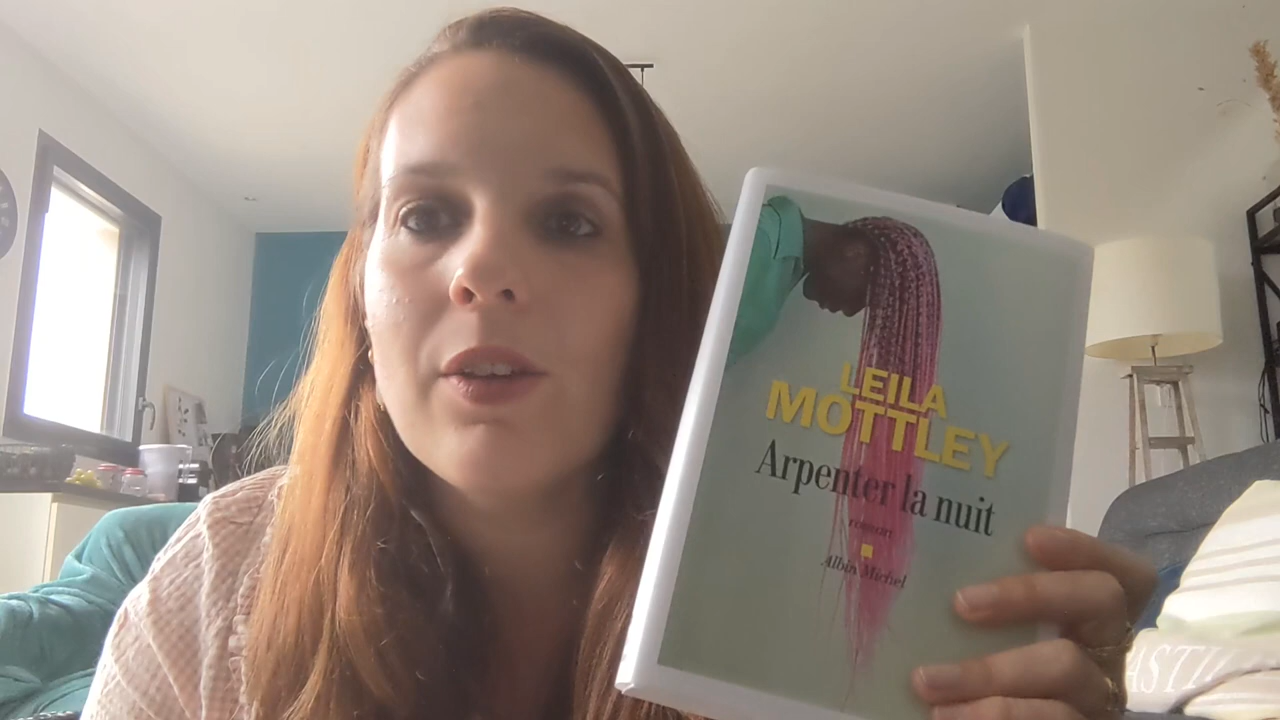 LEILA
MOTTLEY
Arpenter la nuit
roman
Albin Michel